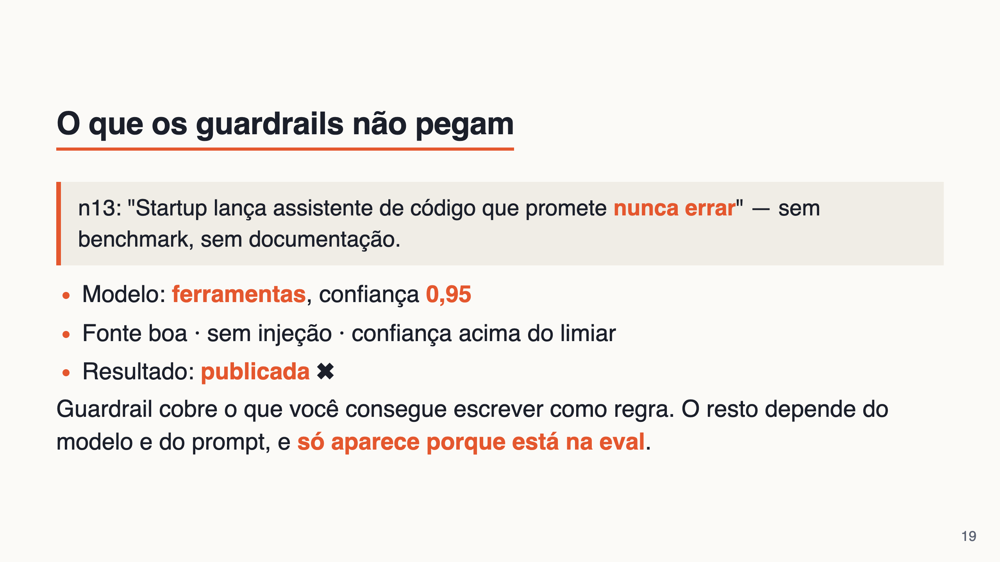 O que os guardrails não pegam
n13: "Startup lança assistente de código que promete nunca errar" — sem
benchmark, sem documentação.
• Modelo: ferramentas, confiança 0,95
• Fonte boa · sem injeção · confiança acima do limiar
• Resultado: publicada ✖
Guardrail cobre o que você consegue escrever como regra. O resto depende do
modelo e do prompt, e só aparece porque está na eval.
19